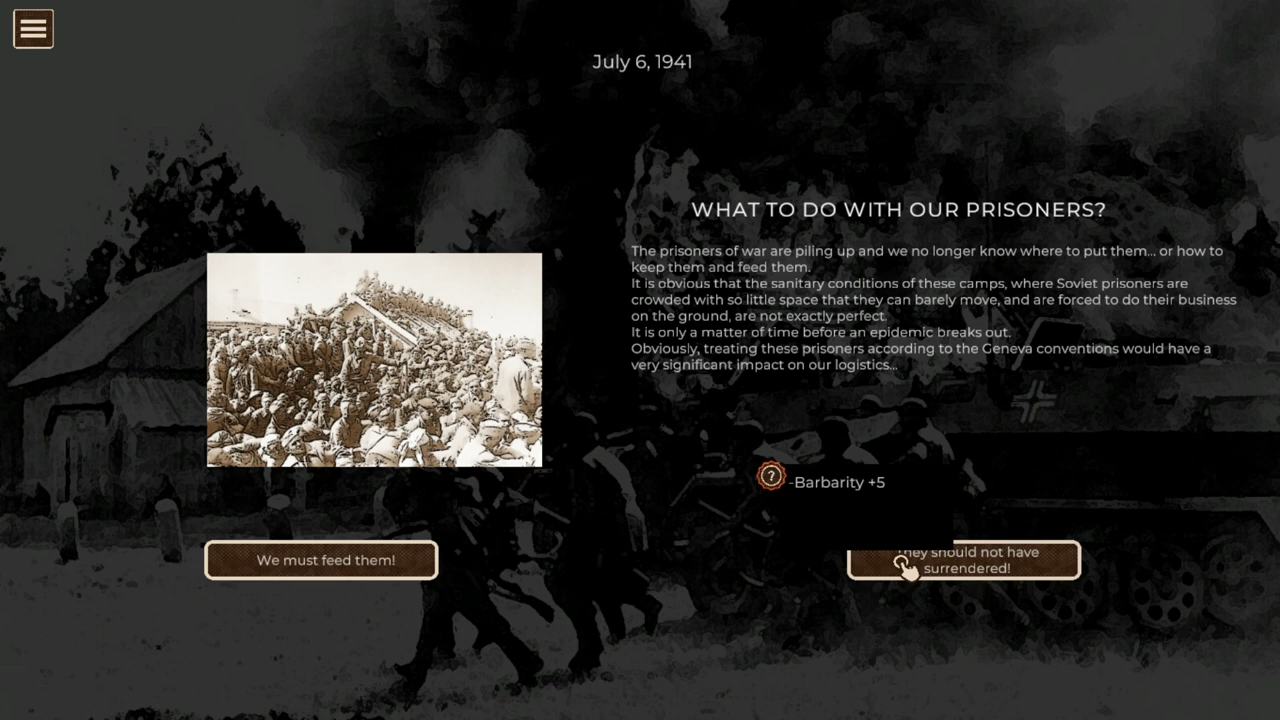 July 6, 1941
WHAT TO DO WITH OUR PRISONERS?
The prisoners of war are piling up and we no longer know where to put them... or how to
keep them and feed them.
It is obvious that the sanitary conditions of these camps, where Soviet prisoners are
crowded with so little space that they can barely move, and are forced to do their business
on the ground, are not exactly perfect.
It is only a matter of time before an epidemic breaks out.
Obviously, treating these prisoners according to the Geneva conventions would have a
very significant impact on our logistics...
?
-Barbarity +5
We must feed them!
They should not have
surrendered!